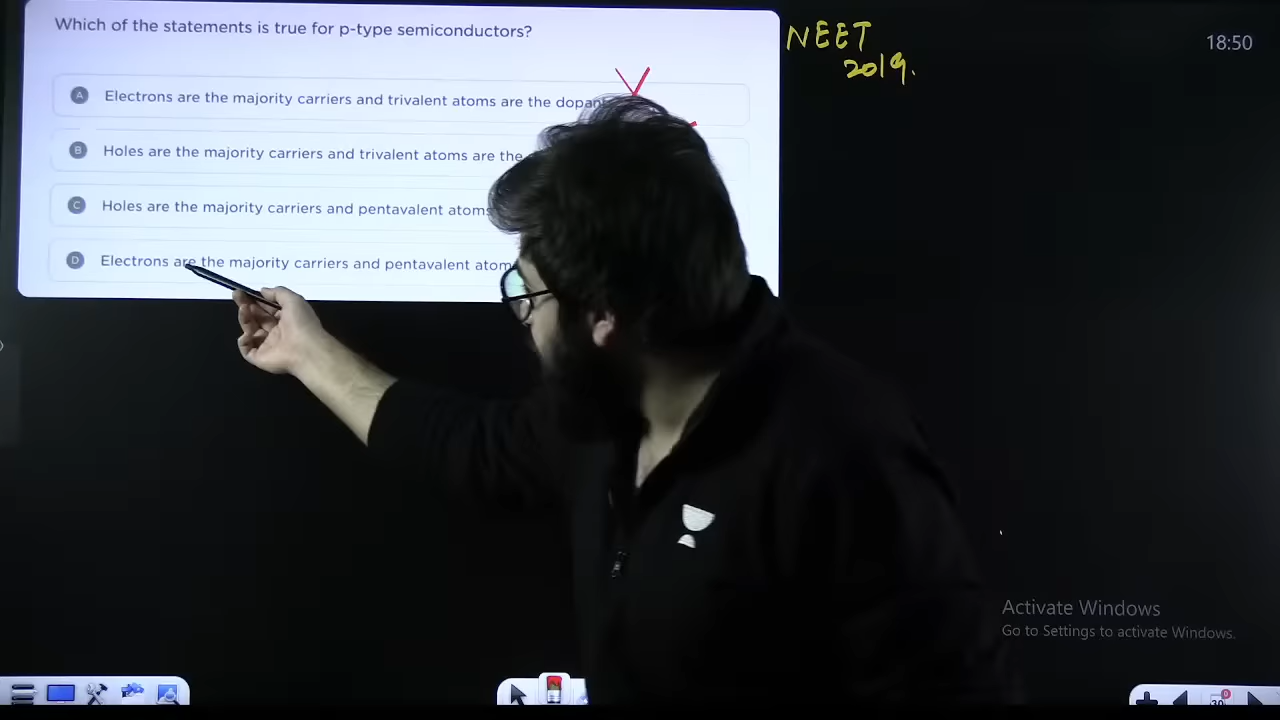 Which of the statements is true for p-type semiconductors?
NEET
2019.
18:50
A Electrons are the majority carriers and trivalent atoms are the
B Holes are the majority carriers and trivalent atoms are the
C Holes are the majority carriers and pentavalent atoms
D Electrons are the majority carriers and pentavalent
Activate Windows
Go to Settings to activate Windows.